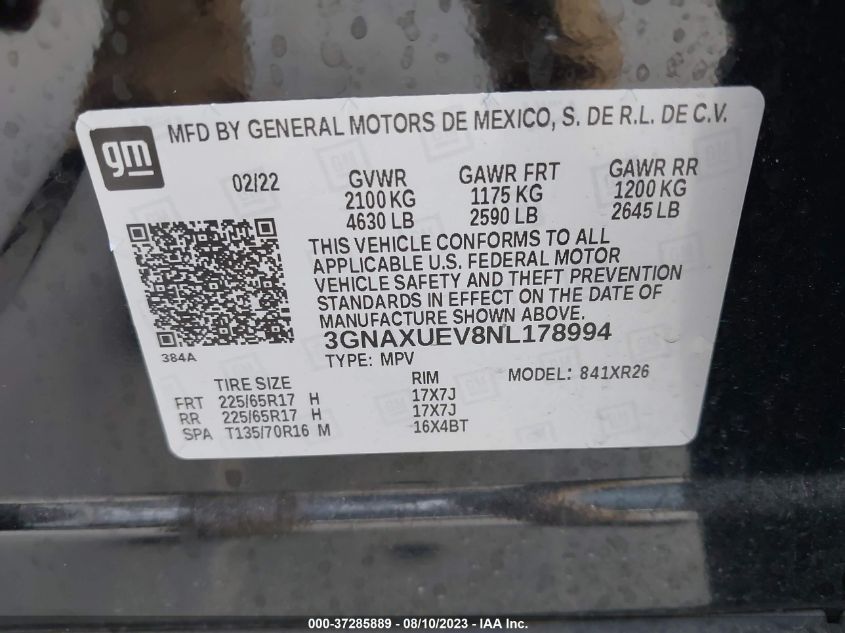 gm
MFD BY GENERAL MOTORS DE MEXICO, S. DE R.L. DE C.V.
02/22 GVWR GAWR FRT GAWR RR
2100 KG 1175 KG 1200 KG
4630 LB 2590 LB 2645 LB
THIS VEHICLE CONFORMS TO ALL
APPLICABLE U.S. FEDERAL MOTOR
VEHICLE SAFETY AND THEFT PREVENTION
STANDARDS IN EFFECT ON THE DATE OF
MANUFACTURE SHOWN ABOVE.
3GNAXUEV8NL178994
384A
TYPE: MPV
TIRE SIZE RIM MODEL: 841XR26
FRT 225/65R17 H 17X7J
RR 225/65R17 H 17X7J
SPA T135/70R16 M 16X4BT
000-37285889 - 08/10/2023 - IAA Inc.